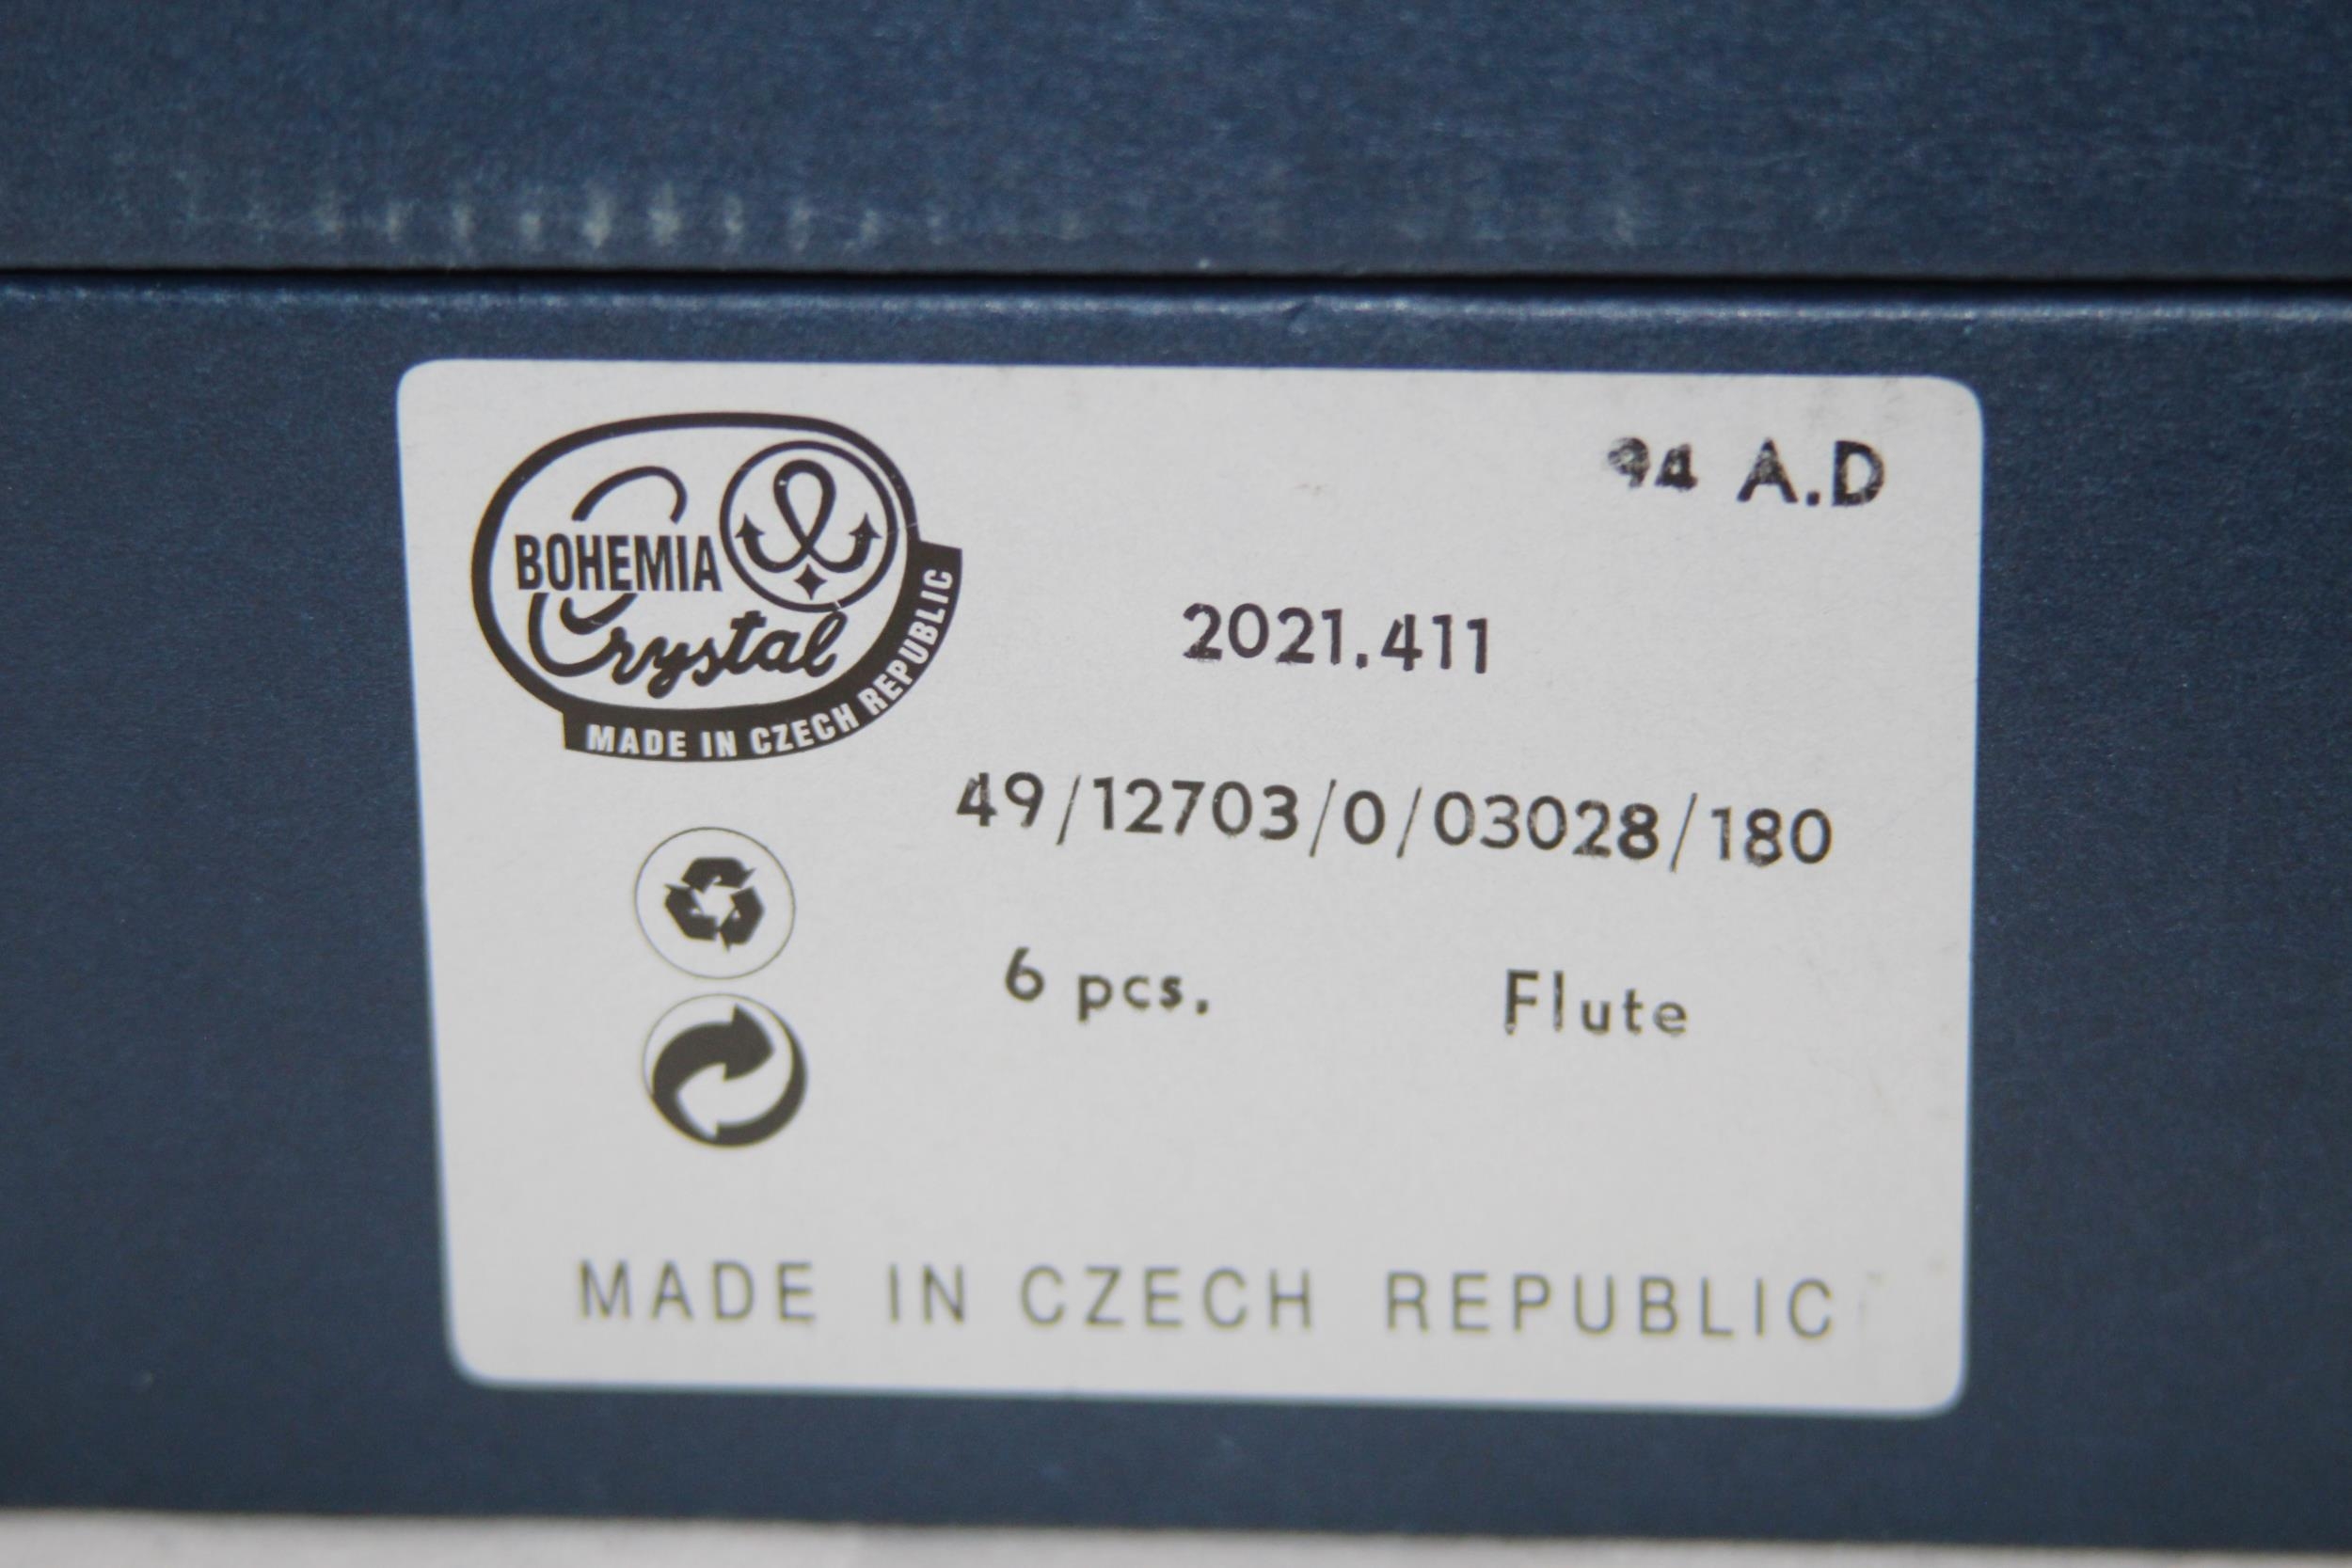 94 A.D
BOHEMIA
Crystal
MADE IN CZECH REPUBLIC
2021.411
49/12703/0/03028/180
6 pcs. Flute
MADE IN CZECH REPUBLIC